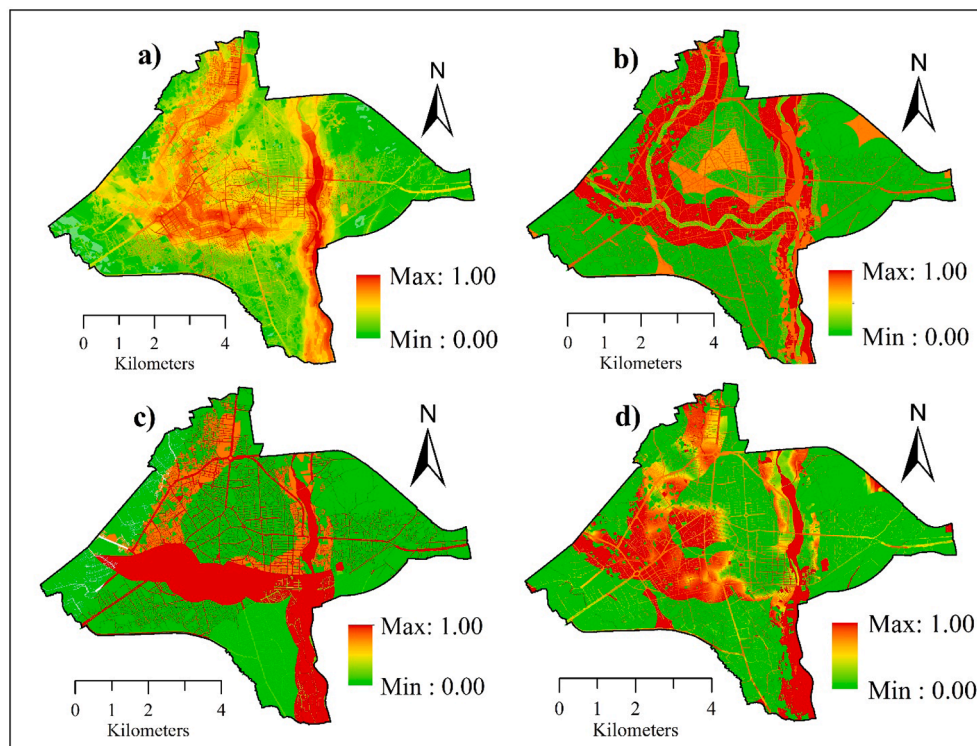 a)
N
Max: 1.00
Min : 0.00
0 1 2 4
Kilometers
b)
N
Max: 1.00
Min : 0.00
0 1 2 4
Kilometers
c)
N
Max: 1.00
Min : 0.00
0 1 2 4
Kilometers
d)
N
Max: 1.00
Min : 0.00
0 1 2 4
Kilometers